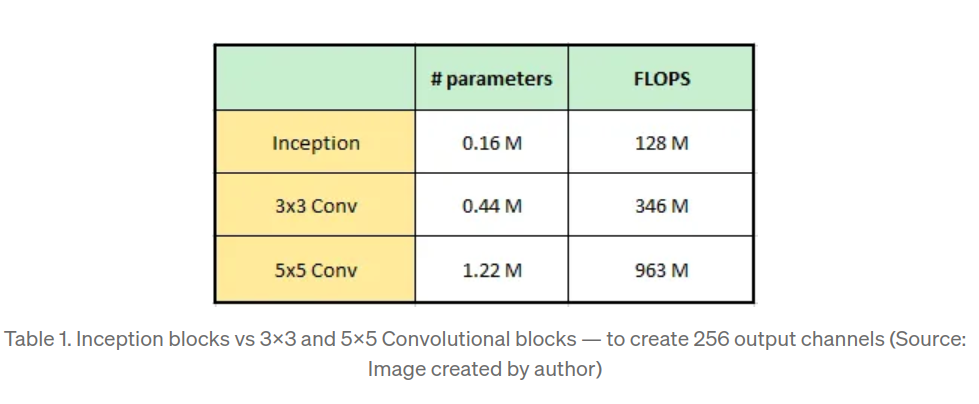 # parameters FLOPS
Inception 0.16 M 128 M
3x3 Conv 0.44 M 346 M
5x5 Conv 1.22 M 963 M
Table 1. Inception blocks vs 3×3 and 5×5 Convolutional blocks — to create 256 output channels (Source:
Image created by author)